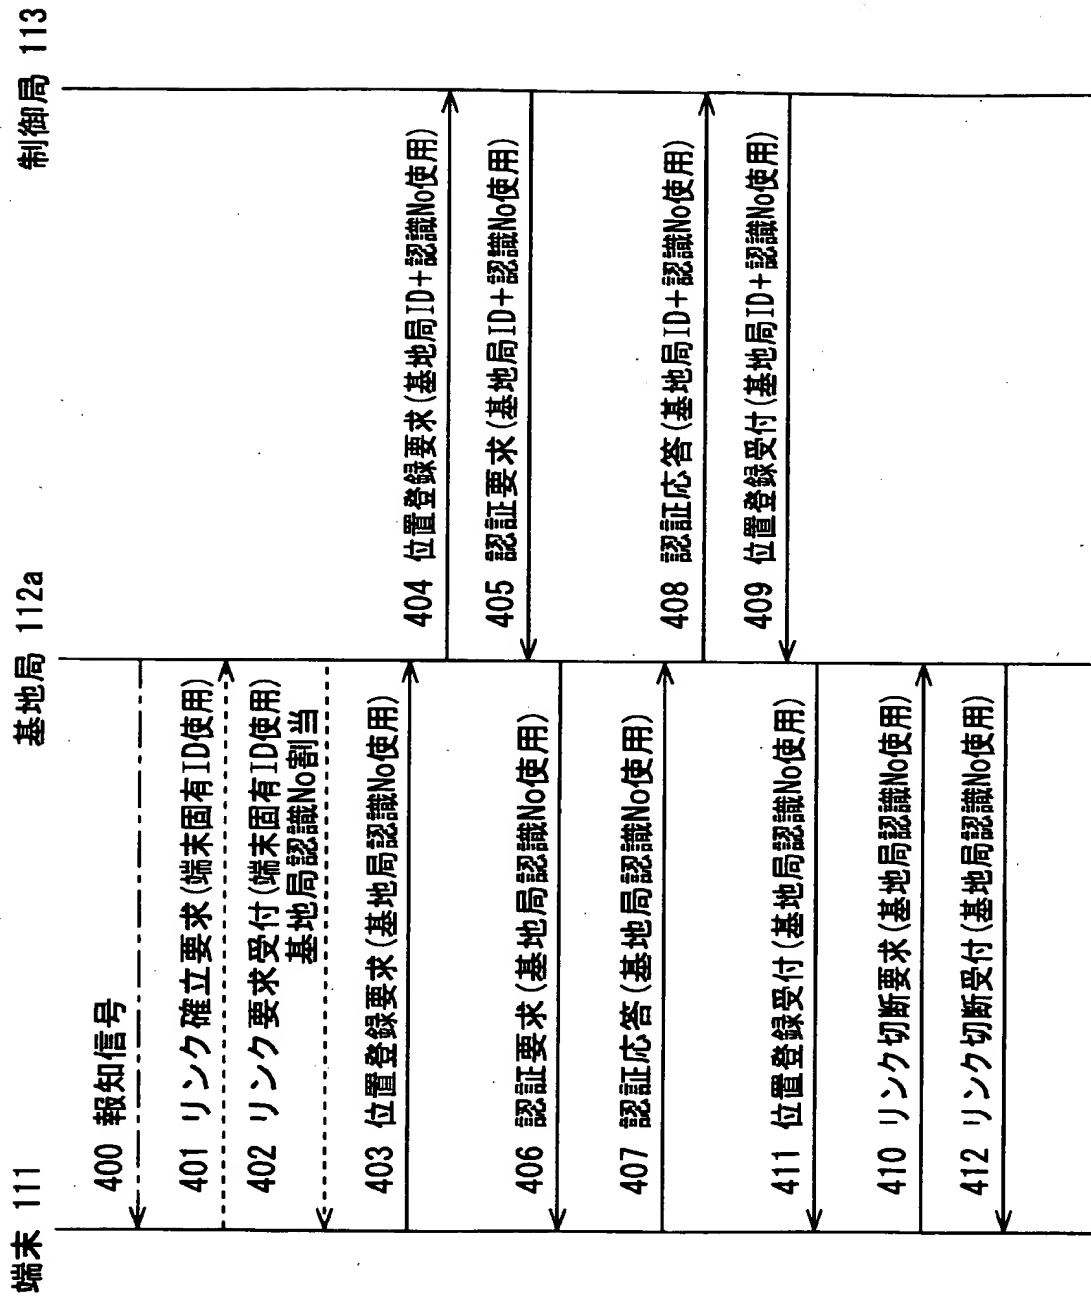 端末 111
基地局 112a
制御局 113
400 報知信号
401 リンク確立要求(端末固有ID使用)
402 リンク要求受付(端末固有ID使用)
基地局認識No割当
403 位置登録要求(基地局認識No使用)
404 位置登録要求(基地局ID+認識No使用)
405 認証要求(基地局ID+認識No使用)
406 認証要求(基地局認識No使用)
407 認証応答(基地局認識No使用)
408 認証応答(基地局ID+認識No使用)
409 位置登録受付(基地局ID+認識No使用)
411 位置登録受付(基地局認識No使用)
410 リンク切断要求(基地局認識No使用)
412 リンク切断受付(基地局認識No使用)